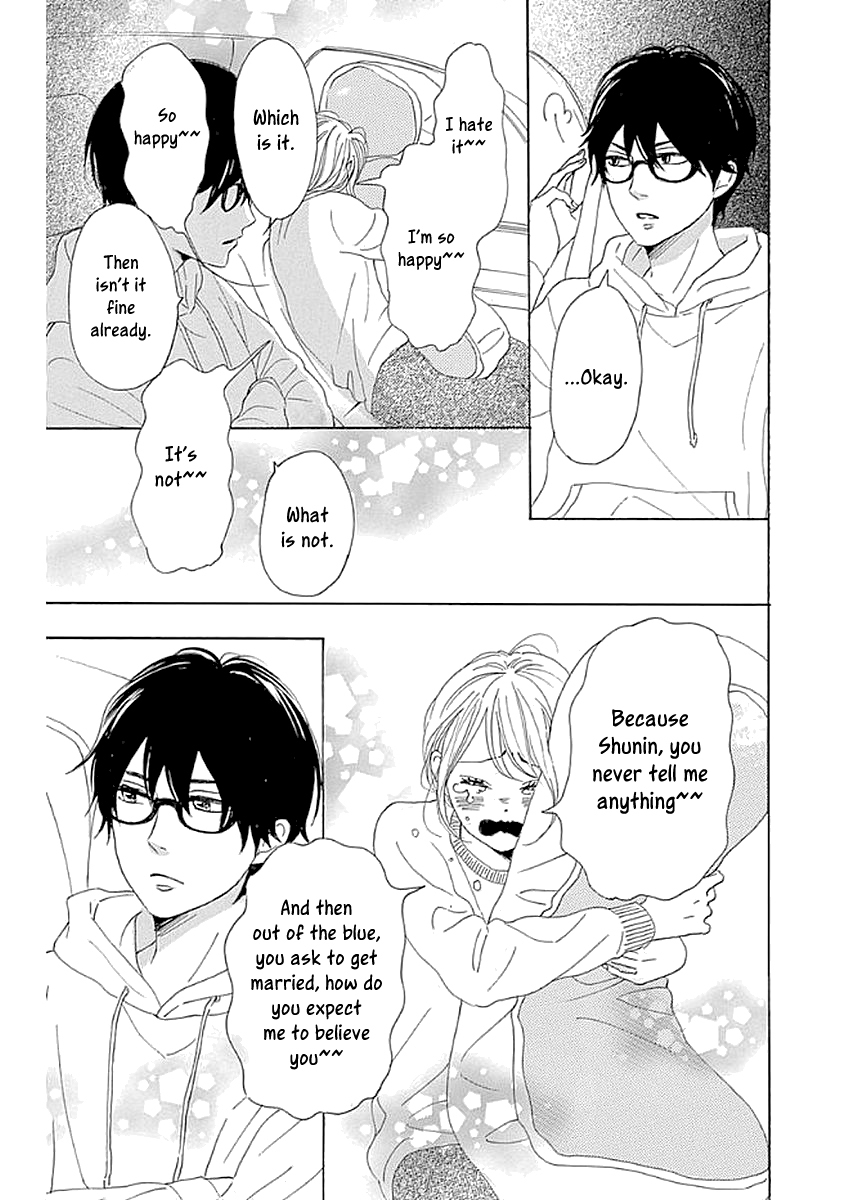 ...Okay.
I hate
it~~
I'm so
happy~~
Which
is it.
So
happy~~
Then
isn't it
fine
already.
It's
not~~
What
is not.
Because
Shunin, you
never tell me
anything~~
And then
out of the blue,
you ask to get
married, how do
you expect
me to believe
you~~